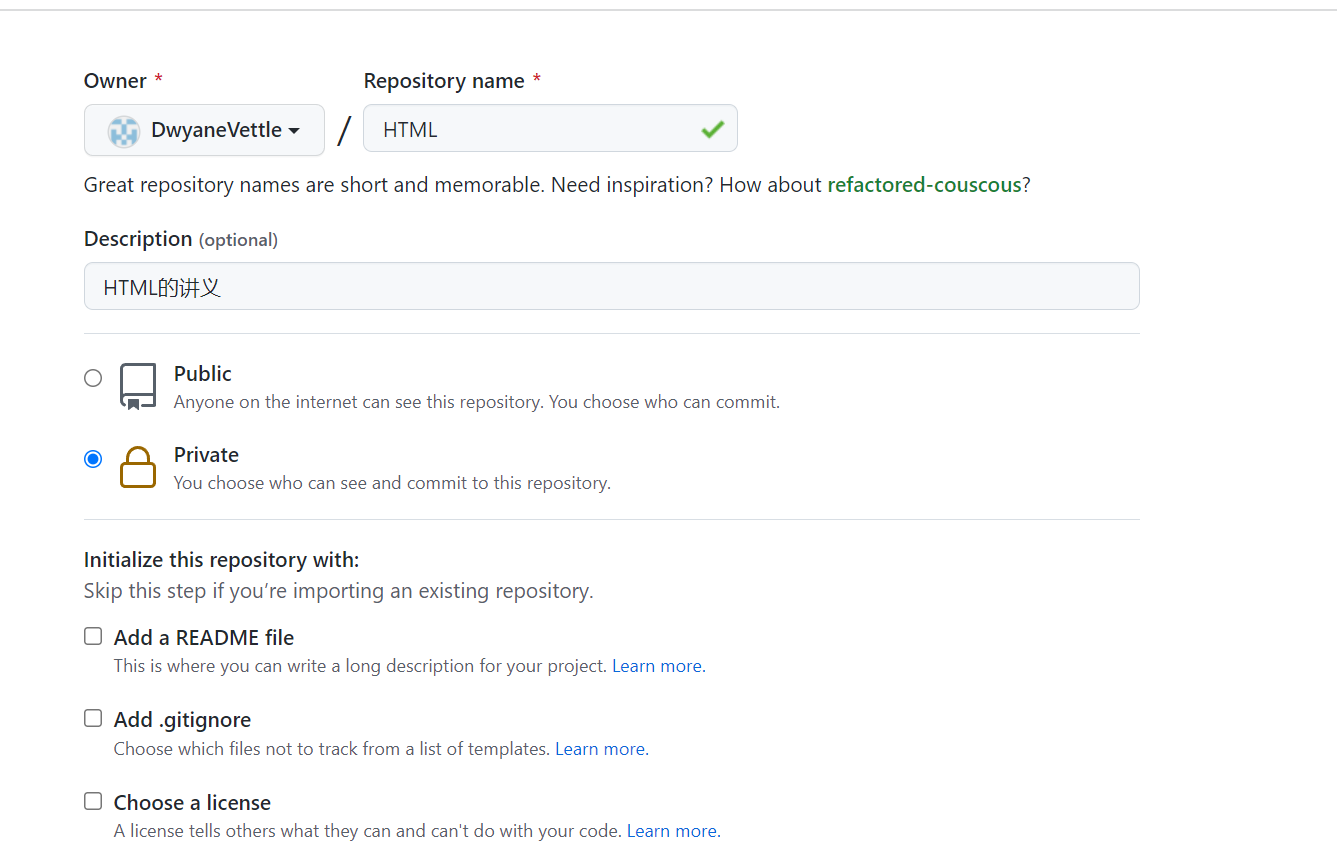 Owner * Repository name *
DwyaneVettle / HTML
Great repository names are short and memorable. Need inspiration? How about refactored-couscous?
Description (optional)
HTML的讲义
Public
Anyone on the internet can see this repository. You choose who can commit.
Private
You choose who can see and commit to this repository.
Initialize this repository with:
Skip this step if you’re importing an existing repository.
Add a README file
This is where you can write a long description for your project. Learn more.
Add .gitignore
Choose which files not to track from a list of templates. Learn more.
Choose a license
A license tells others what they can and can't do with your code. Learn more.